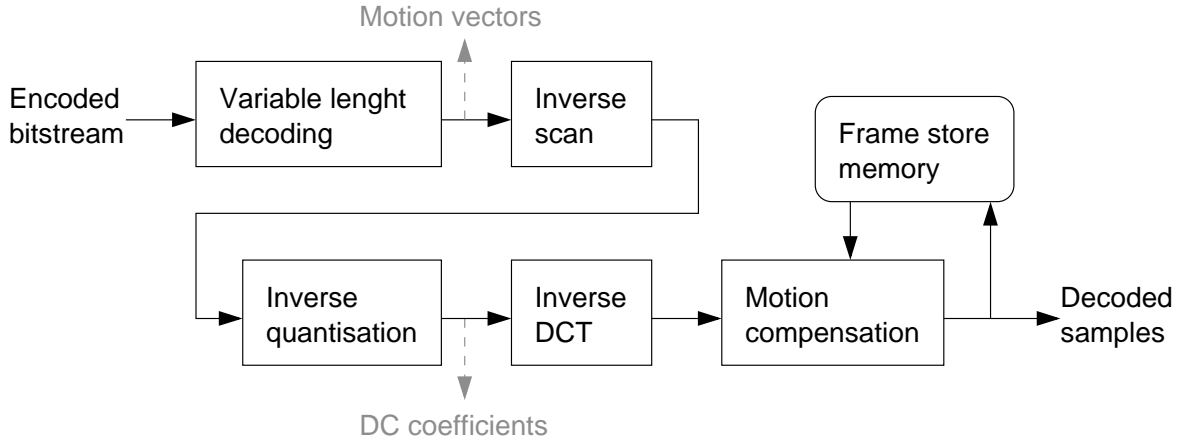 Motion vectors
Encoded
bitstream
Variable lenght
decoding
Inverse
scan
Frame store
memory
Inverse
quantisation
Inverse
DCT
Motion
compensation
Decoded
samples
DC coefficients